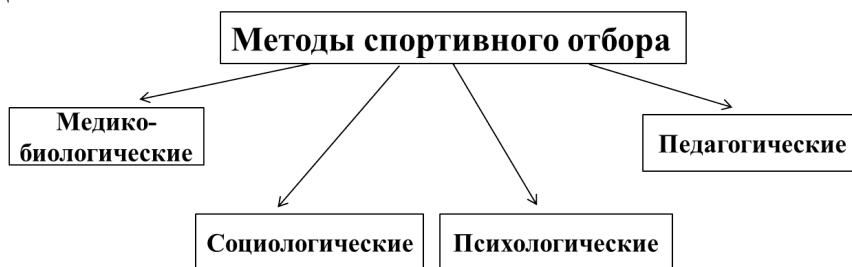 Методы спортивного отбора
Медико-
биологические
Педагогические
Социологические
Психологические